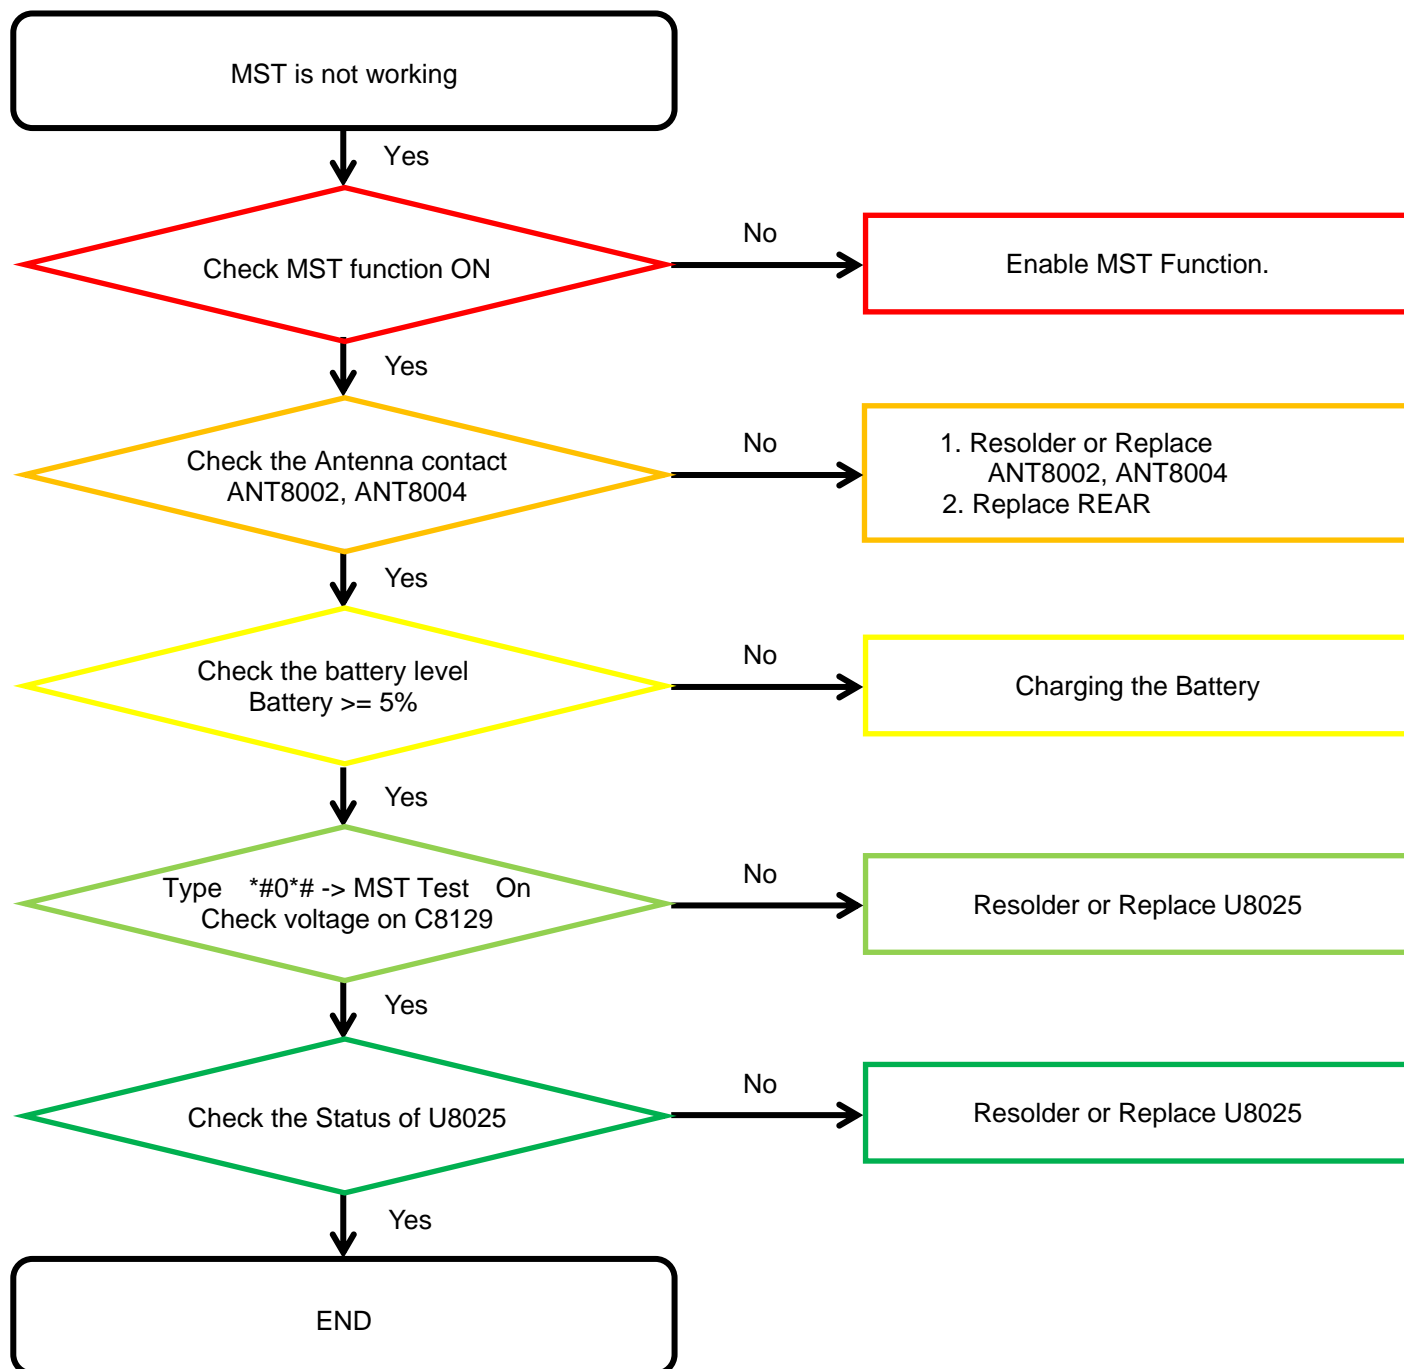 MST is not working
Yes
Check MST function ON
No
Enable MST Function.
Yes
Check the Antenna contact
ANT8002, ANT8004
No
1. Resolder or Replace
ANT8002, ANT8004
2. Replace REAR
Yes
Check the battery level
Battery >= 5%
No
Charging the Battery
Yes
Type *#0*# -> MST Test On
Check voltage on C8129
No
Resolder or Replace U8025
Yes
Check the Status of U8025
No
Resolder or Replace U8025
Yes
END